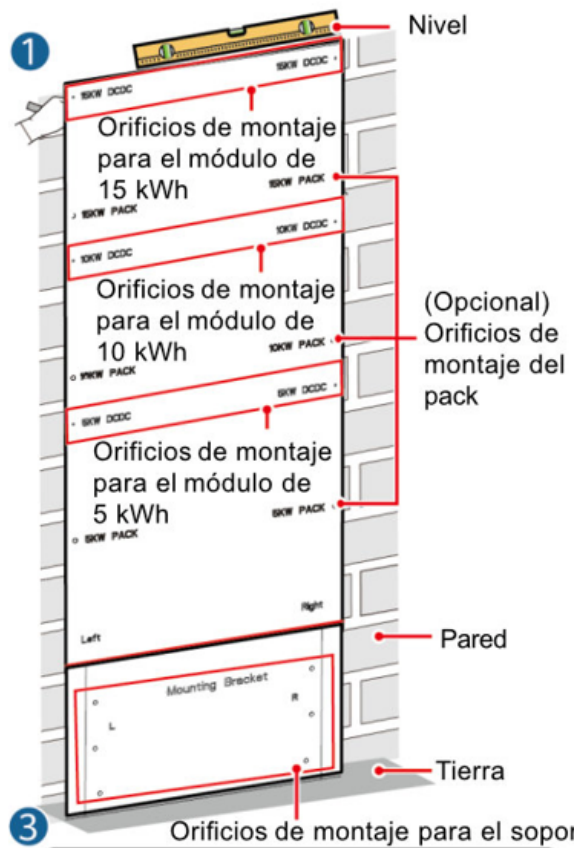 1
Nivel
15KW DCDC
15KW DCDC
Orificios de montaje
para el módulo de
15 kWh
15KW PACK
15KW PACK
10KW DCDC
10KW DCDC
Orificios de montaje
para el módulo de
10 kWh
(Opcional)
Orificios de
montaje del
pack
10KW PACK
10KW PACK
5KW DCDC
5KW DCDC
Orificios de montaje
para el módulo de
5 kWh
5KW PACK
5KW PACK
Right
Left
Pared
Mounting Bracket
L
R
Tierra
3
Orificios de montaje para el sopor